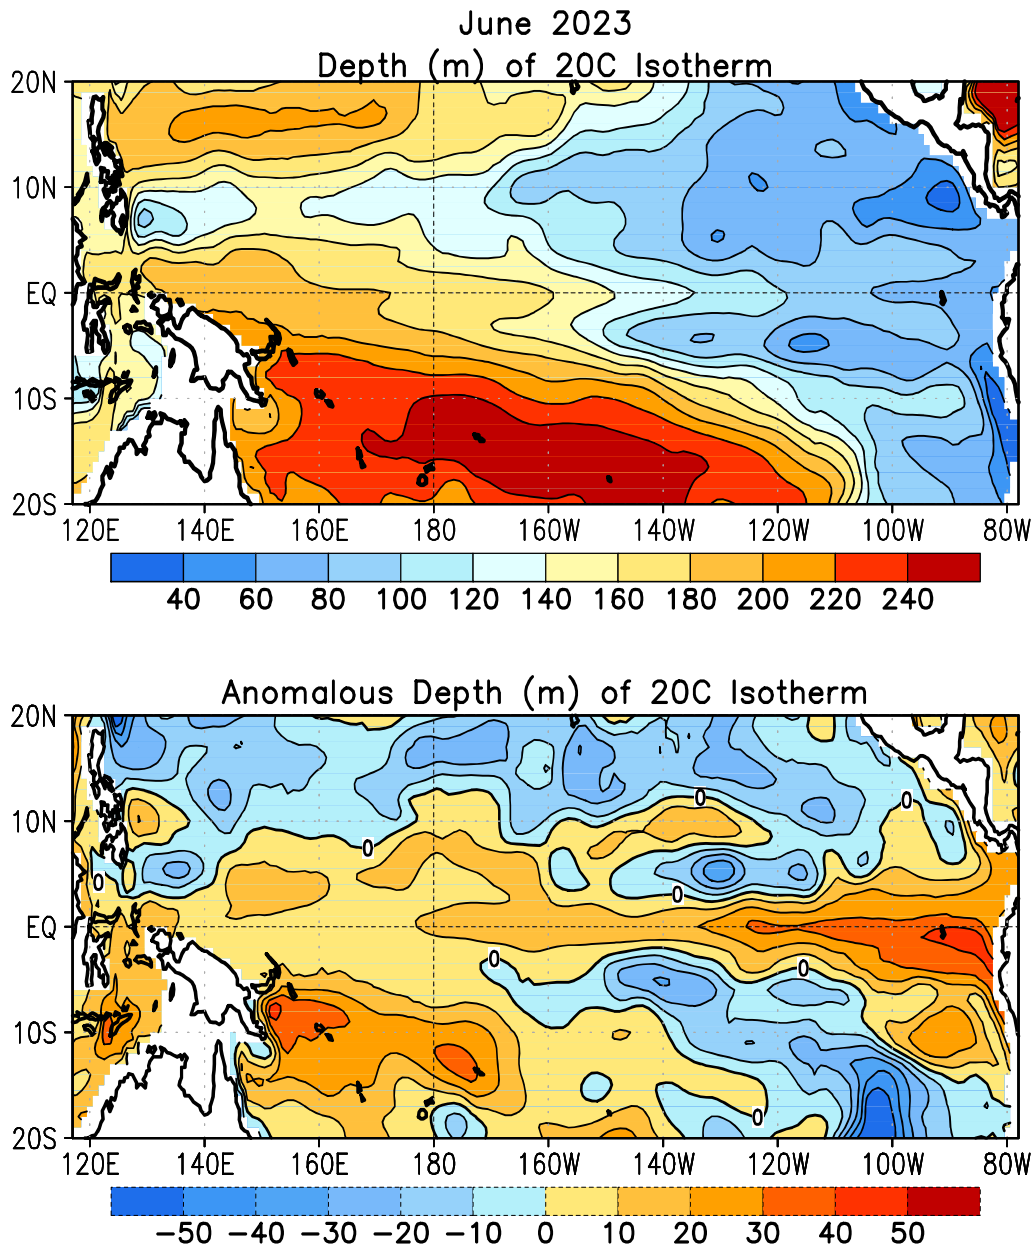 June 2023
Depth (m) of 20C Isotherm
20N
10N
EQ
10S
20S
120E 140E 160E 180 160W 140W 120W 100W 80W
40 60 80 100 120 140 160 180 200 220 240
Anomalous Depth (m) of 20C Isotherm
20N
0
0
0
10N
0
0
0
EQ
0
0
10S
0
20S
120E 140E 160E 180 160W 140W 120W 100W 80W
-50 -40 -30 -20 -10 0 10 20 30 40 50